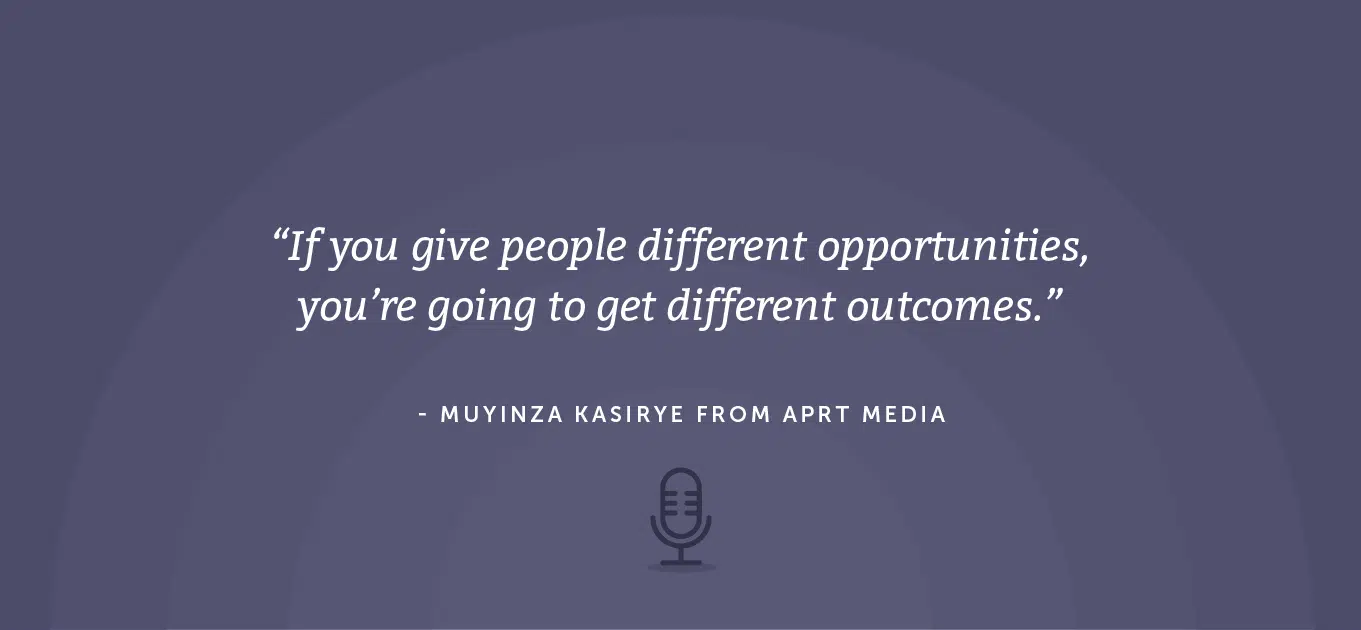 “If you give people different opportunities,
you’re going to get different outcomes.”
- MUYINZA KASIRYE FROM APRT MEDIA